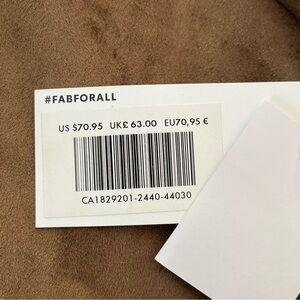 #FABFORALL
US $70.95 UK£ 63.00 EU70,95 €
CA1829201-2440-44030